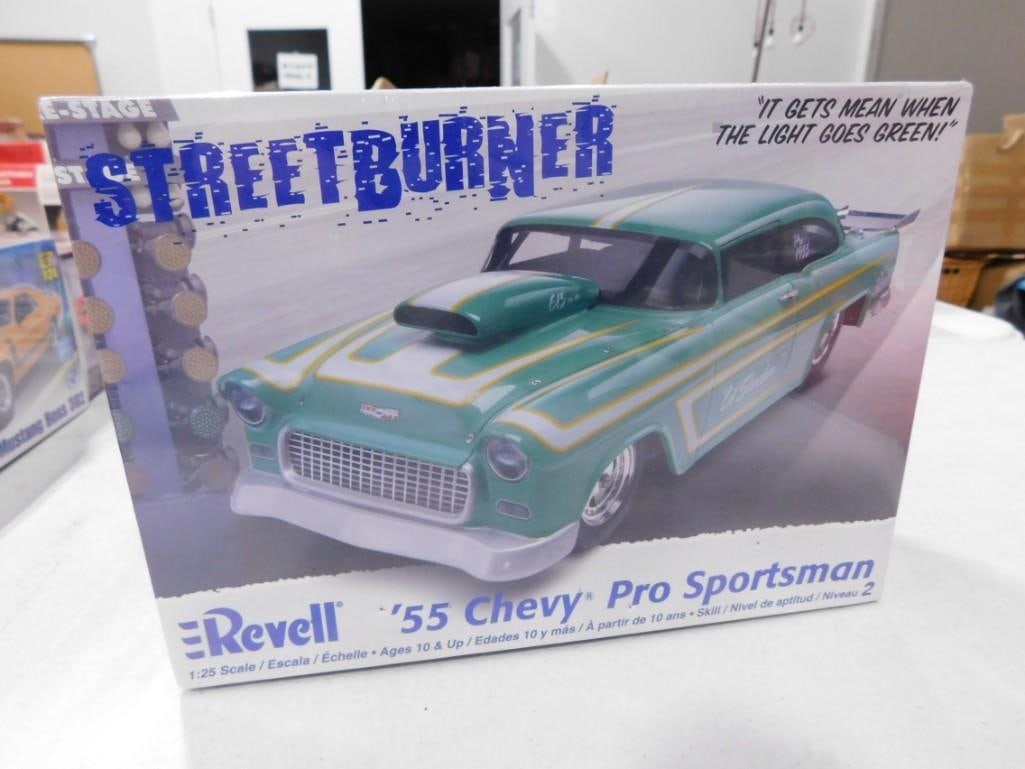 E-STAGE
STAGE
STREETBURNER
"IT GETS MEAN WHEN
THE LIGHT GOES GREEN!"
615
Revell®
'55 Chevy® Pro Sportsman
1:25 Scale / Escala / Échelle • Ages 10 & Up / Edades 10 y más / À partir de 10 ans • Skill / Nivel de aptitud / Niveau 2
Mustang Boss 302